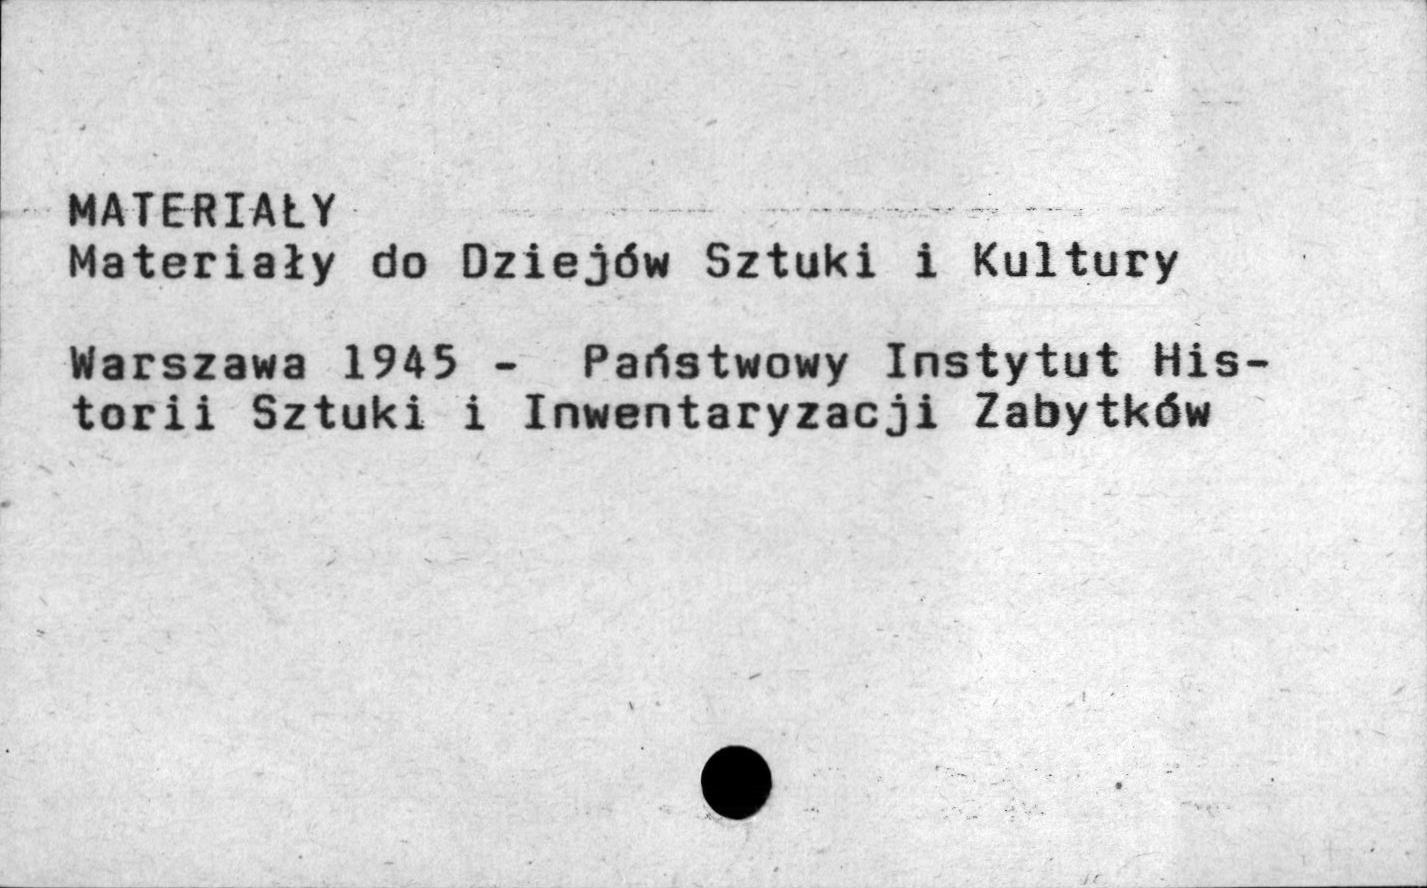 MATERIAŁY
Materiały do Dziejów Sztuki i Kultury
Warszawa 1945 - Państwowy Instytut His-
torii Sztuki i Inwentaryzacji Zabytków